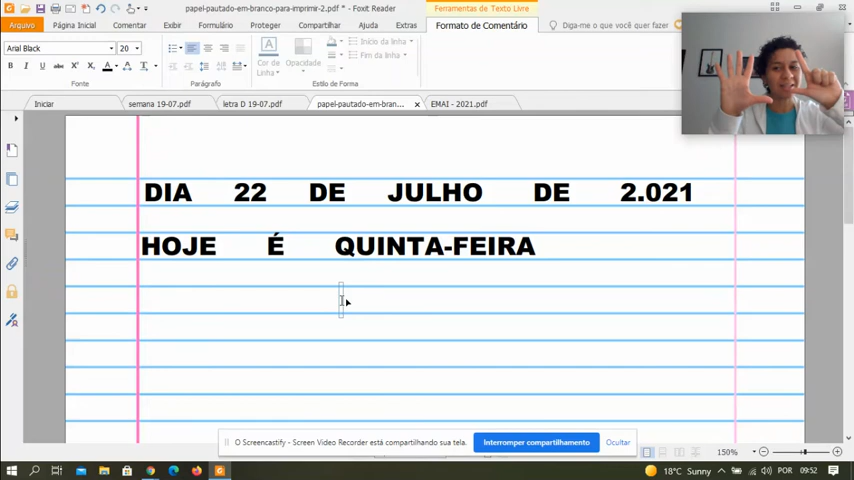 papel-pautado-em-branco-para-imprimir-2.pdf * - Foxit Reader
Ferramentas de Texto Livre
Arquivo
Página Inicial
Comentar
Exibir
Formulário
Proteger
Compartilhar
Ajuda
Extras
Formato de Comentário
Diga-me o que você quer fazer
Arial Black
20
Cor de Linha
Opacidade
Início da linha
Fim da linha
Fonte
Parágrafo
Estilo de Forma
Iniciar
semana 19-07.pdf
letra D 19-07.pdf
papel-pautado-em-bran...
EMAI - 2021.pdf
DIA 22 DE JULHO DE 2.021
HOJE É QUINTA-FEIRA
O Screencastify - Screen Video Recorder está compartilhando sua tela.
Interromper compartilhamento
Ocultar
150%
18°C Sunny
POR
09:52